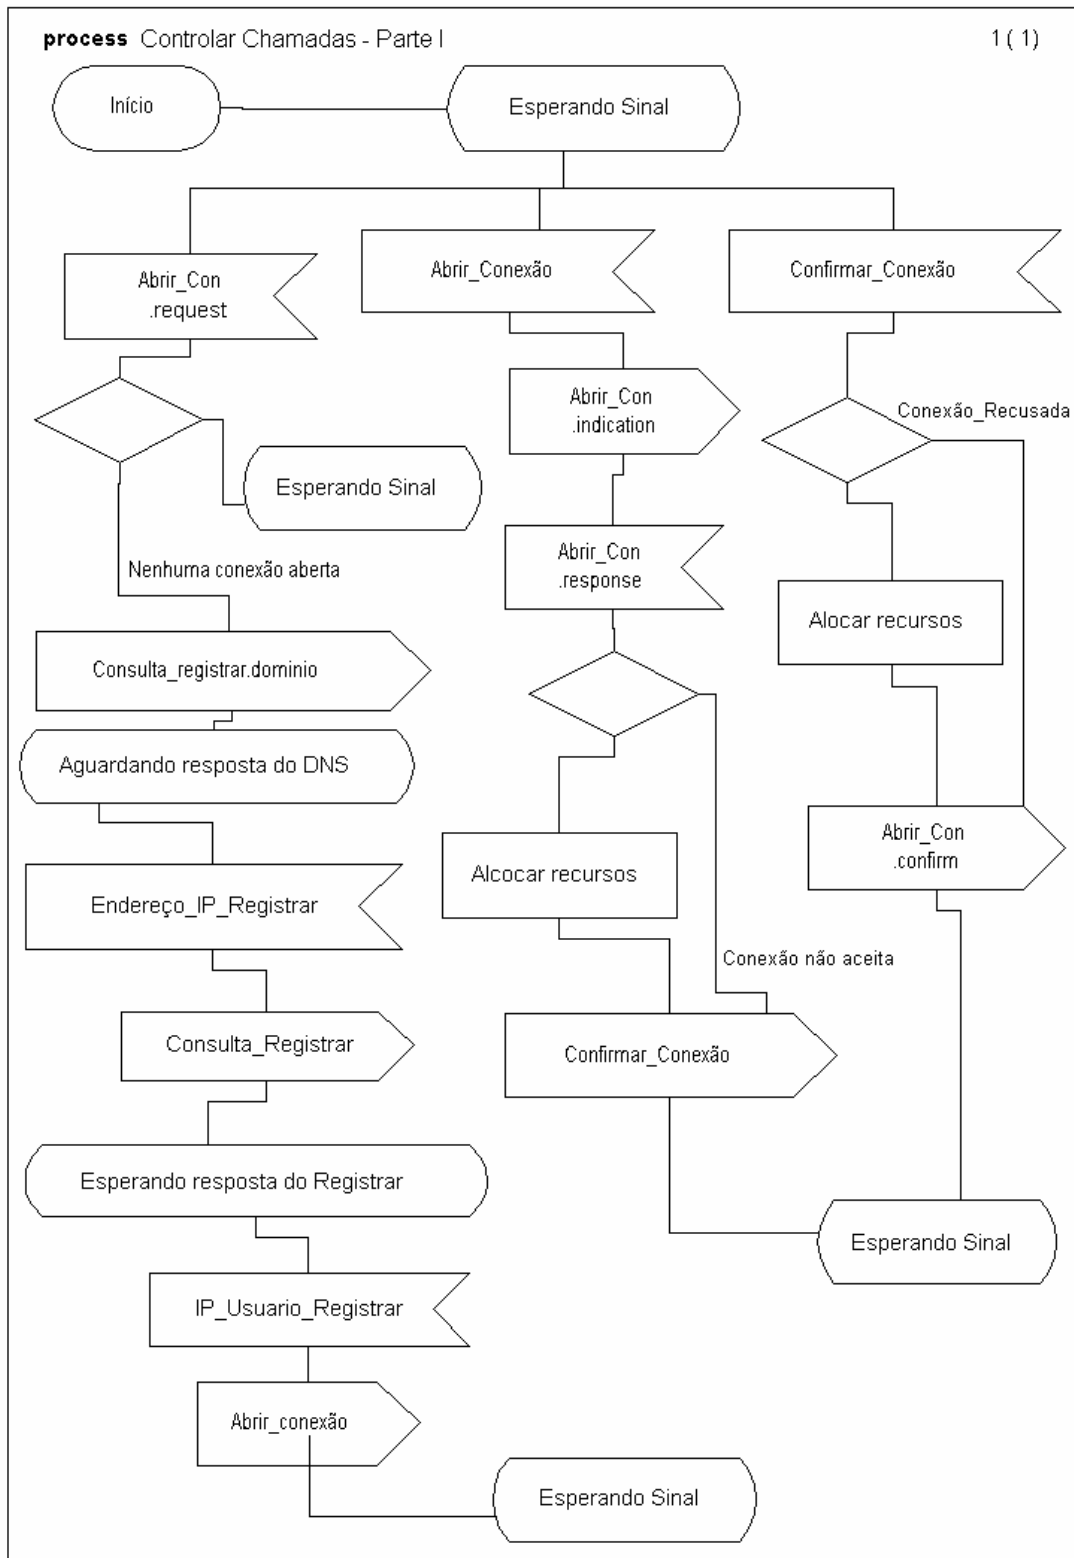 process Controlar Chamadas - Parte I
1 ( 1)
Início
Esperando Sinal
Abrir_Con
.request
Abrir_Conexão
Confirmar_Conexão
Abrir_Con
.indication
Conexão_Recusada
Esperando Sinal
Abrir_Con
.response
Nenhuma conexão aberta
Alocar recursos
Consulta_registrar.dominio
Aguardando resposta do DNS
Abrir_Con
.confirm
Alcocar recursos
Endereço_IP_Registrar
Conexão não aceita
Consulta_Registrar
Confirmar_Conexão
Esperando resposta do Registrar
Esperando Sinal
IP_Usuario_Registrar
Abrir_conexão
Esperando Sinal